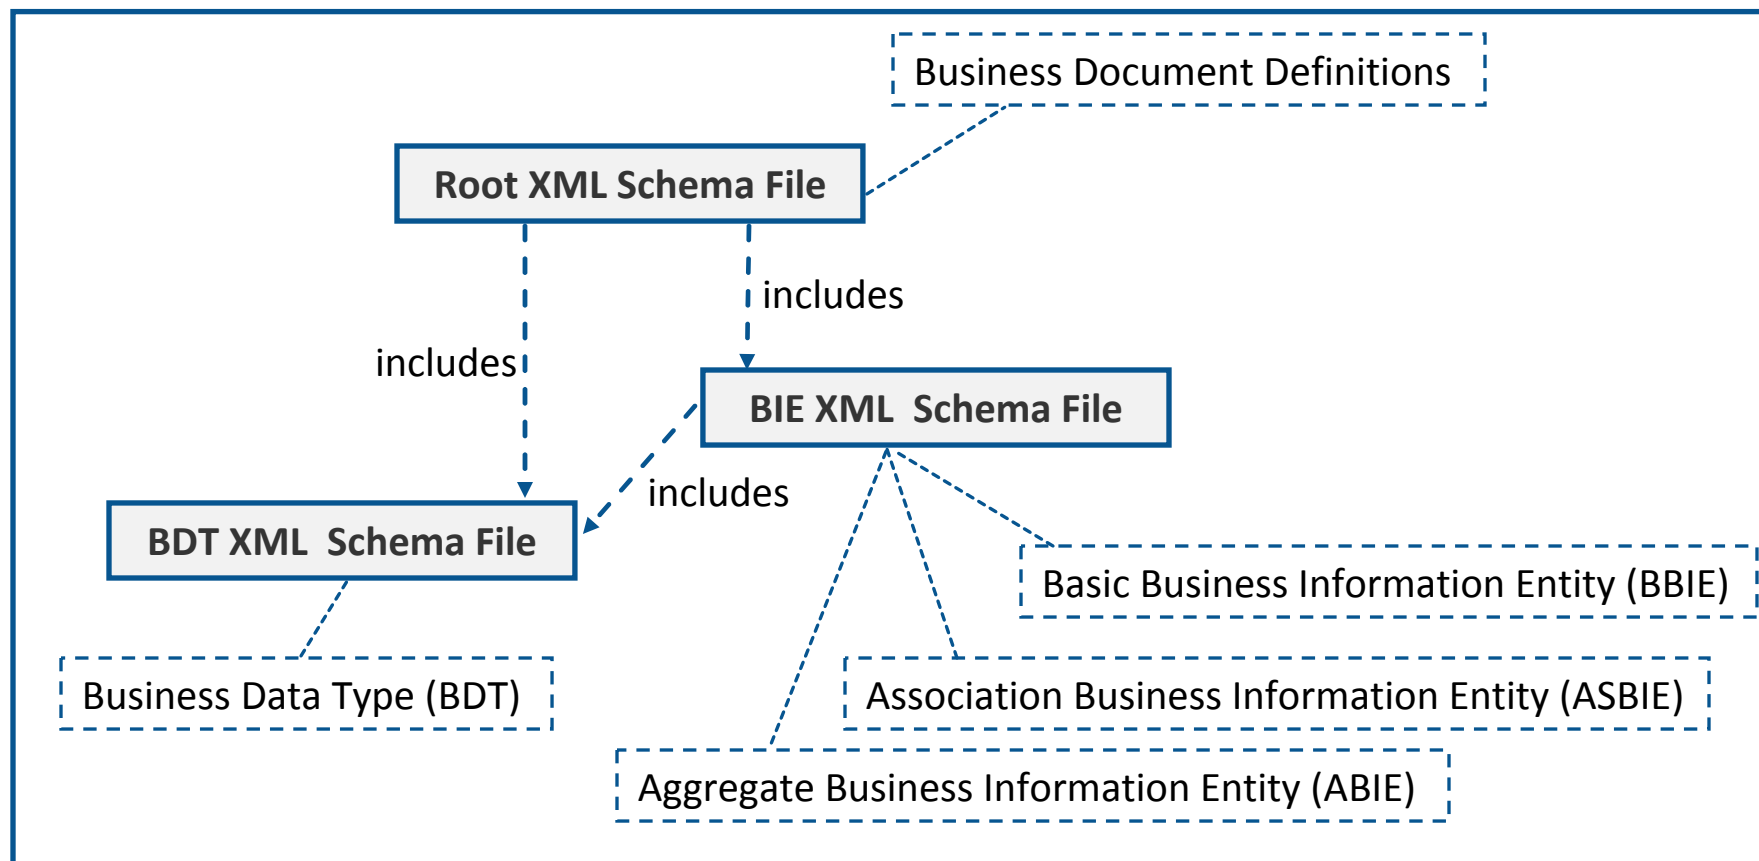 Business Document Definitions
Root XML Schema File
includes
includes
BIE XML  Schema File
includes
BDT XML  Schema File
Basic Business Information Entity (BBIE)
Business Data Type (BDT)
Association Business Information Entity (ASBIE)
Aggregate Business Information Entity (ABIE)